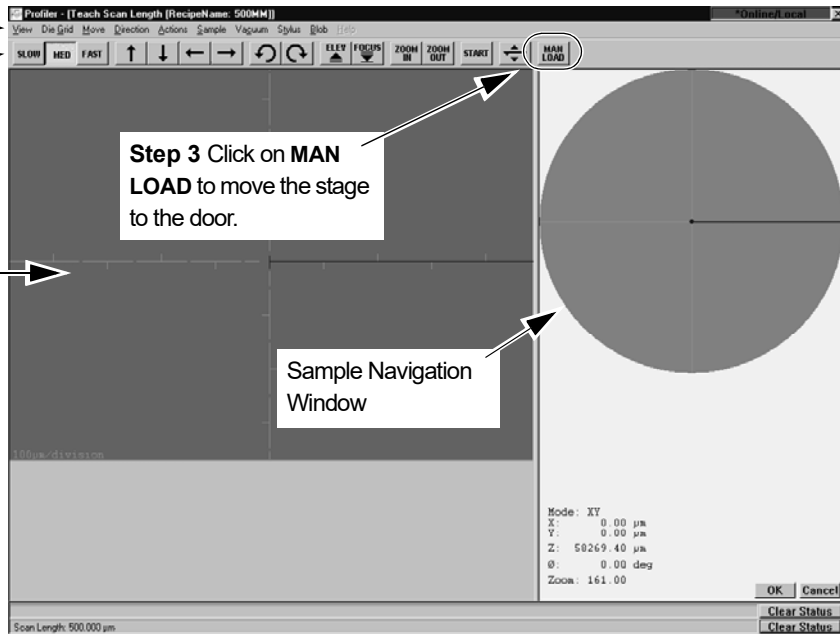 Profiler - [Teach Scan Length [RecipeName: 500MM]]
*Online/Local
View Die Grid Move Direction Actions Sample Vacuum Stylus Blob Help
SLOW MED FAST ELEV FOCUS ZOOM IN ZOOM OUT START MAN LOAD
Step 3 Click on MAN
LOAD to move the stage
to the door.
Sample Navigation
Window
100µm/division
Mode: XY
X: 0.00 µm
Y: 0.00 µm
Z: 50269.40 µm
Ø: 0.00 deg
Zoom: 161.00
OK Cancel
Clear Status
Scan Length: 500.000 µm Clear Status